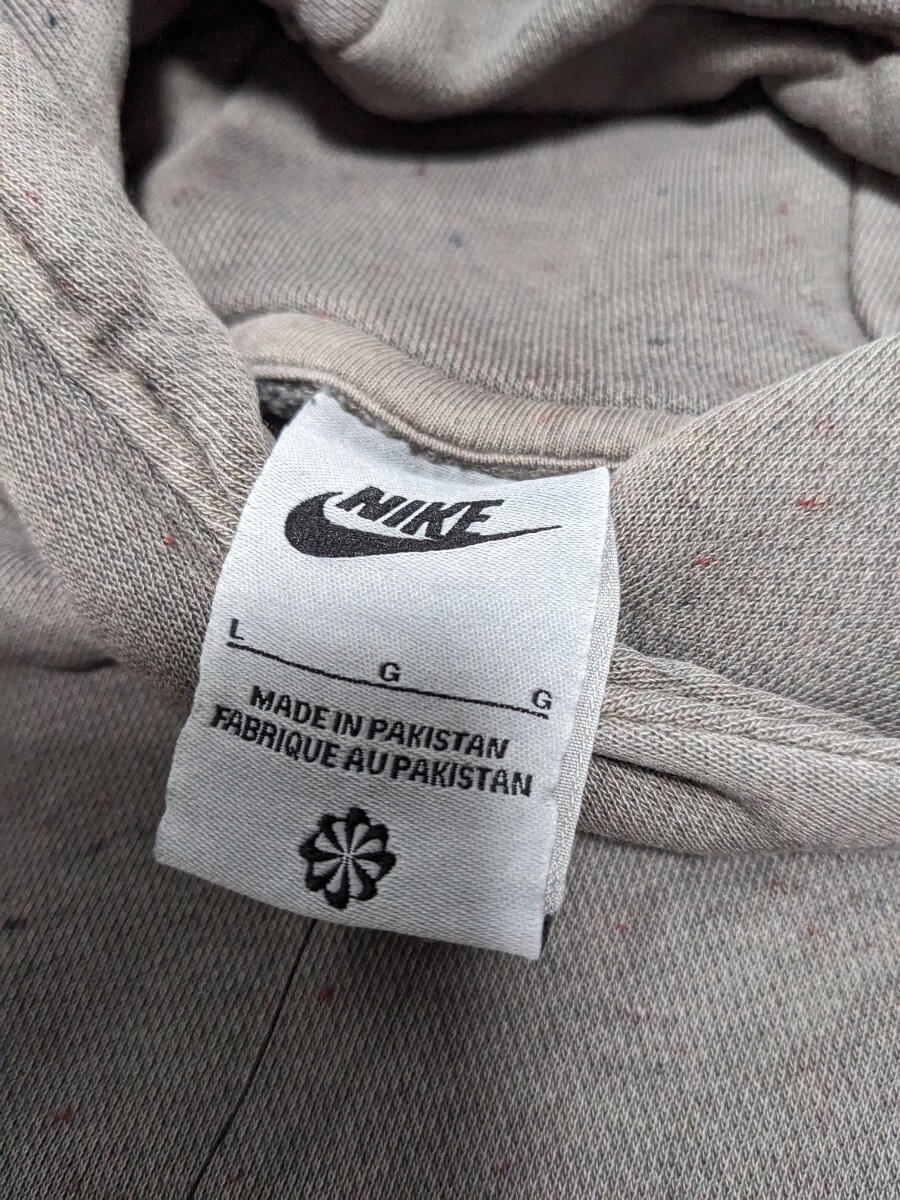 NIKE
L G G
MADE IN PAKISTAN
FABRIQUE AU PAKISTAN